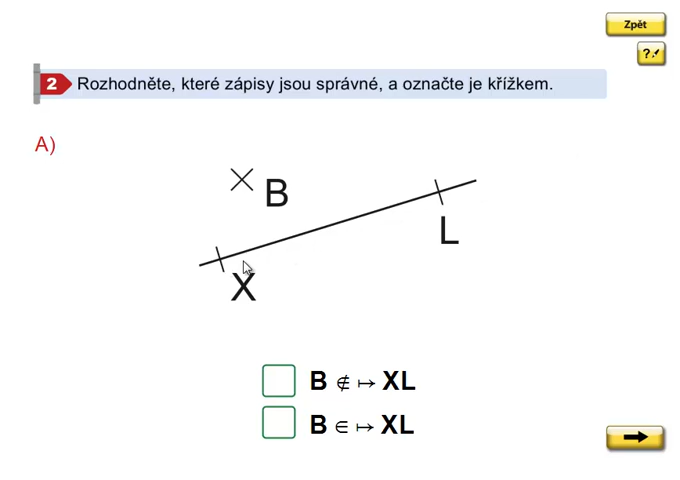 Zpět
?
2 Rozhodněte, které zápisy jsou správné, a označte je křížkem.
A)
B
L
X
B ∉ ↦ XL
B ∈ ↦ XL